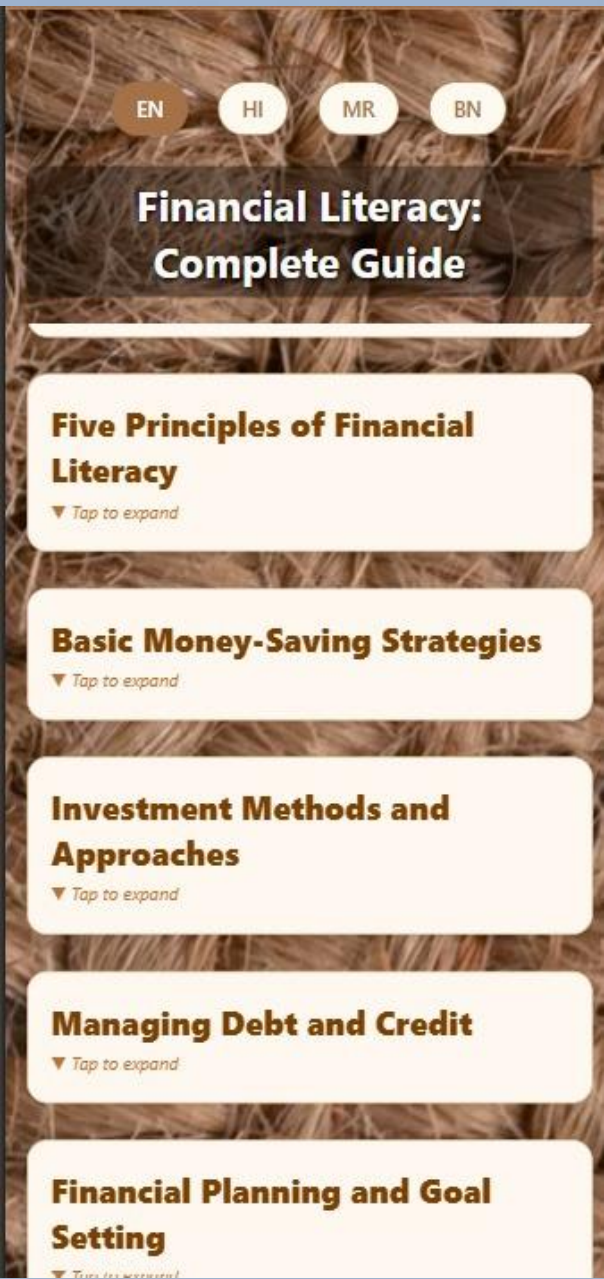 EN HI MR BN
Financial Literacy:
Complete Guide
Five Principles of Financial
Literacy
▼ Tap to expand
Basic Money-Saving Strategies
▼ Tap to expand
Investment Methods and
Approaches
▼ Tap to expand
Managing Debt and Credit
▼ Tap to expand
Financial Planning and Goal
Setting